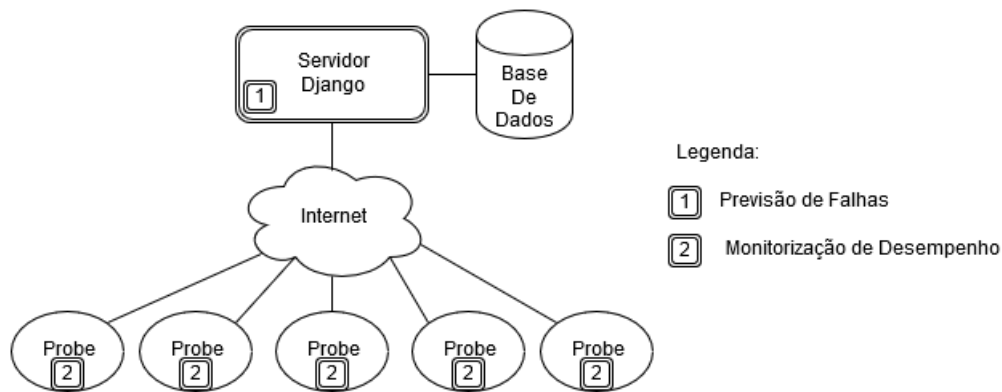 Servidor
Django
1
Base
De
Dados
Legenda:
1 Previsão de Falhas
Internet
2 Monitorização de Desempenho
Probe Probe Probe Probe Probe
2 2 2 2 2